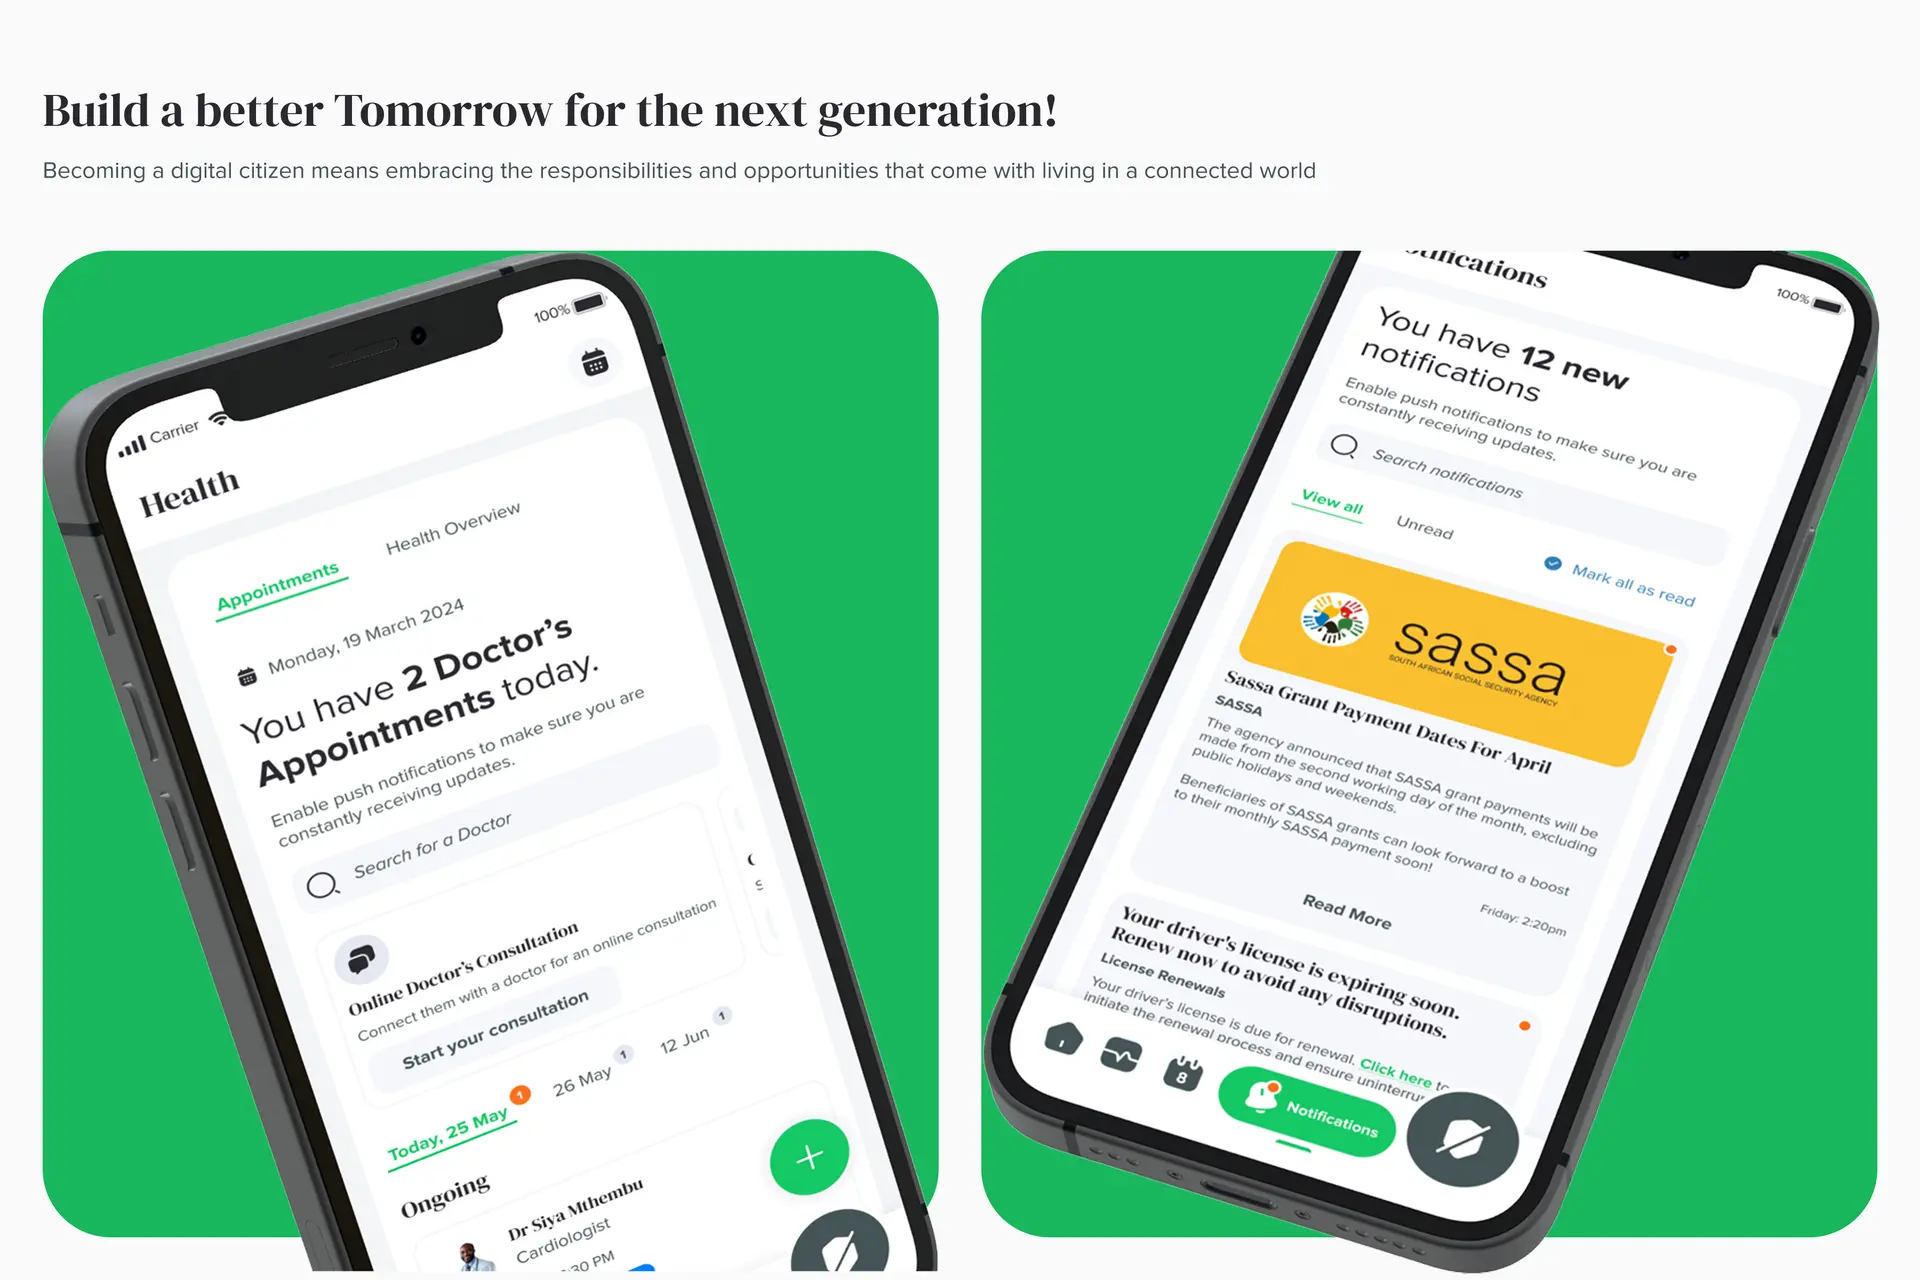 Build a better Tomorrow for the next generation!
Becoming a digital citizen means embracing the responsibilities and opportunities that come with living in a connected world
100%
Carrier
Health
Appointments
Health Overview
Monday, 19 March 2024
You have 2 Doctor's
Appointments today.
Enable push notifications to make sure you are
constantly receiving updates.
Search for a Doctor
Online Doctor's Consultation
Connect them with a doctor for an online consultation
Start your consultation
Today, 25 May
1
26 May
1
12 Jun
1
Ongoing
Dr Siya Mthembu
Cardiologist
:30 PM
100%
You have 12 new
notifications
Enable push notifications to make sure you are
constantly receiving updates.
Search notifications
View all
Unread
Mark all as read
sassa
SOUTH AFRICAN SOCIAL SECURITY AGENCY
Sassa Grant Payment Dates For April
SASSA
The agency announced that SASSA grant payments will be
made from the second working day of the month, excluding
public holidays and weekends.
Beneficiaries of SASSA grants can look forward to a boost
to their monthly SASSA payment soon!
Read More
Friday: 2:20pm
Your driver's license is expiring soon.
Renew now to avoid any disruptions.
License Renewals
Your driver's license is due for renewal. Click here to
initiate the renewal process and ensure
8
Notifications